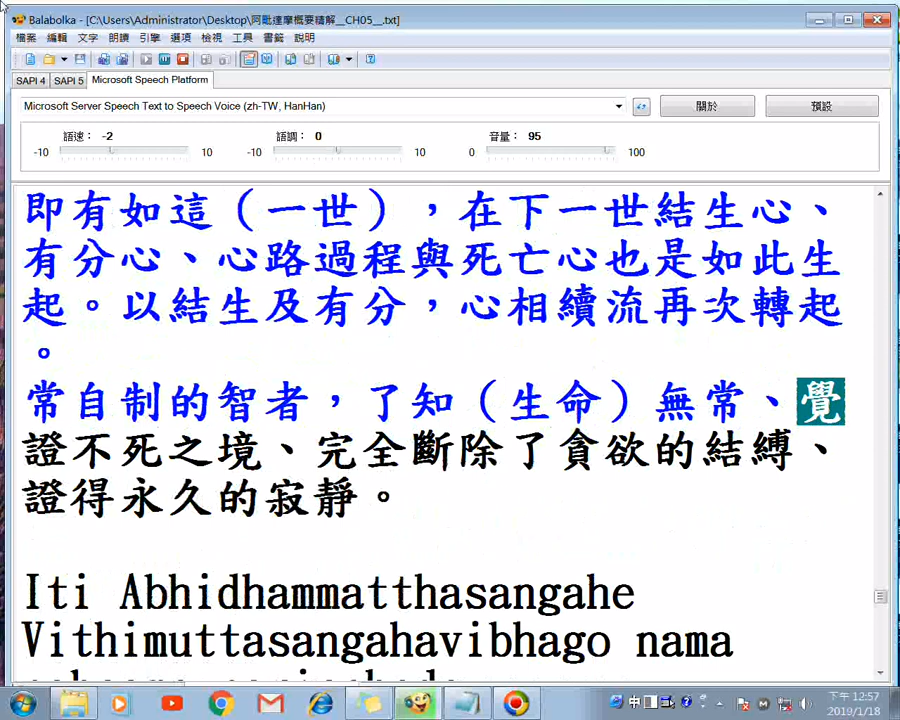 Balabolka - [C:\Users\Administrator\Desktop\阿毗達摩概要精解__CH05__.txt]
檔案 編輯 文字 朗讀 引擎 選項 檢視 工具 書籤 說明
SAPI 4 SAPI 5 Microsoft Speech Platform
Microsoft Server Speech Text to Speech Voice (zh-TW, HanHan) 關於 預設
語速： -2 語調： 0 音量： 95
-10 10 -10 10 0 100
即有如這（一世），在下一世結生心、
有分心、心路過程與死亡心也是如此生
起。以結生及有分，心相續流再次轉起
。
常自制的智者，了知（生命）無常、覺
證不死之境、完全斷除了貪欲的結縛、
證得永久的寂靜。
Iti Abhidhammatthasangahe
Vithimuttasangahavibhago nama
中
下午 12:57
2019/1/18